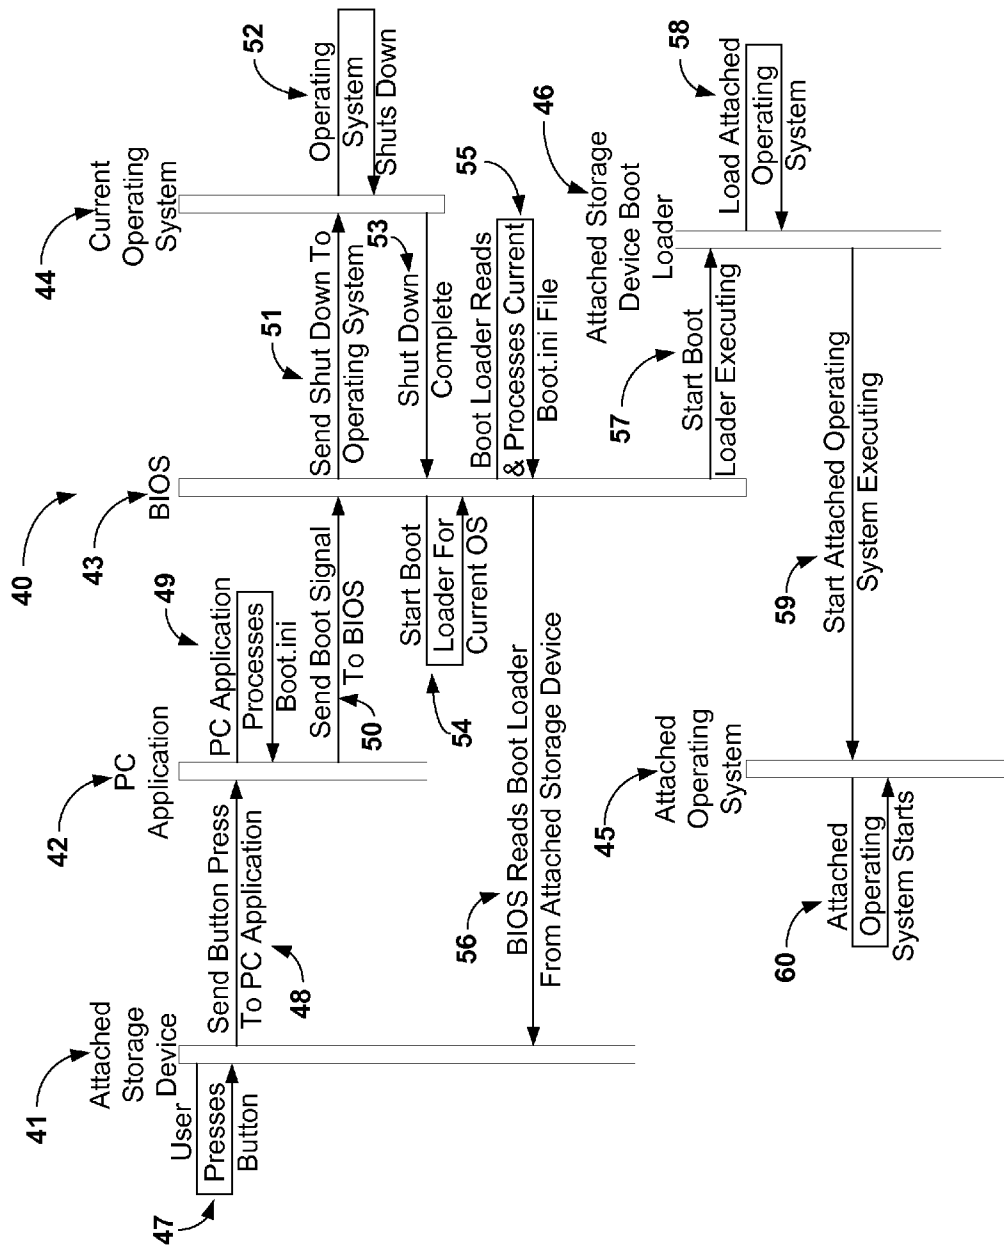 40
41
Attached
Storage
Device
42
PC
Application
43
BIOS
44
Current
Operating
System
47
User
Presses
Button
Send Button Press
To PC Application
48
49
PC Application
Processes
Boot.ini
Send Boot Signal
To BIOS
50
51
Send Shut Down To
Operating System
52
Operating
System
Shuts Down
53
Shut Down
Complete
54
Start Boot
Loader For
Current OS
55
Boot Loader Reads
& Processes Current
Boot.ini File
56
BIOS Reads Boot Loader
From Attached Storage Device
46
Attached Storage
Device Boot
Loader
57
Start Boot
Loader Executing
58
Load Attached
Operating
System
45
Attached
Operating
System
59
Start Attached Operating
System Executing
60
Attached
Operating
System Starts